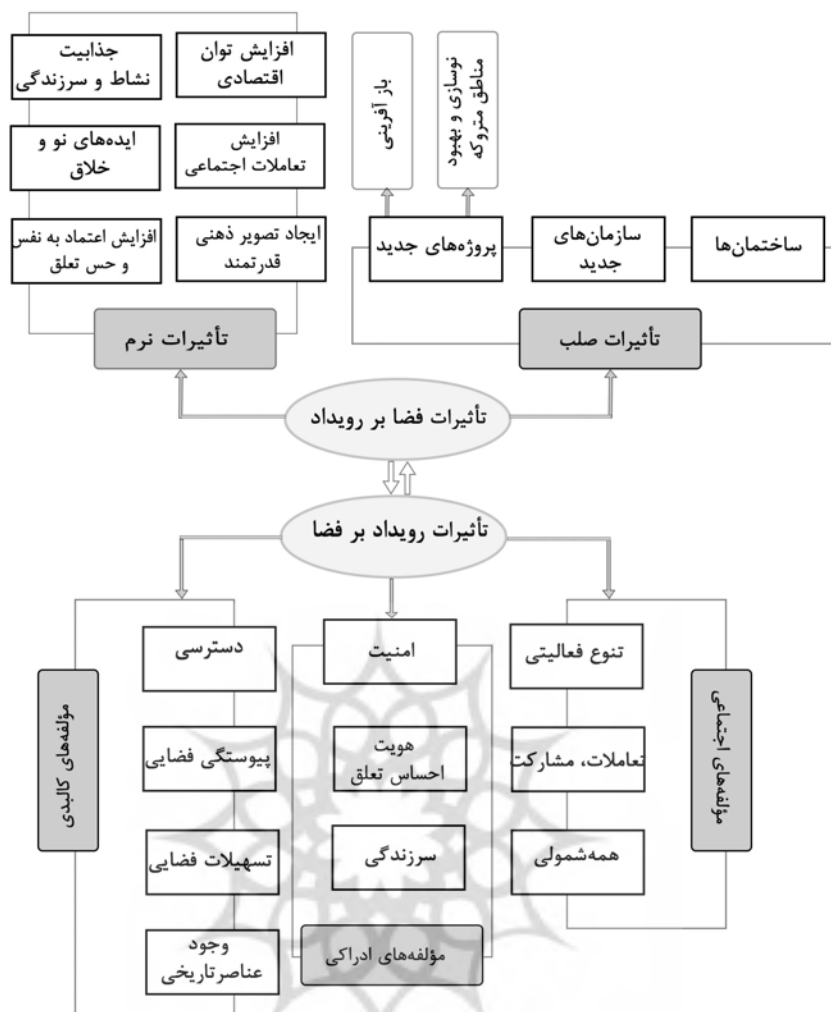 جذابیت
نشاط و سرزندگی
افزایش توان
اقتصادی
ایده‌های نو و
خلاق
افزایش
تعاملات اجتماعی
افزایش اعتماد به نفس
و حس تعلق
ایجاد تصویر ذهنی
قدرتمند
تأثیرات نرم
باز آفرینی
نوسازی و بهبود
مناطق متروکه
پروژه‌های جدید
سازمان‌های
جدید
ساختمان‌ها
تأثیرات صلب
تأثیرات فضا بر رویداد
تأثیرات رویداد بر فضا
تنوع فعالیتی
تعاملات، مشارکت
همه‌شمولی
مؤلفه‌های اجتماعی
امنیت
هویت
احساس تعلق
سرزندگی
مؤلفه‌های ادراکی
دسترسی
پیوستگی فضایی
تسهیلات فضایی
وجود
عناصرتاریخی
مؤلفه‌های کالبدی